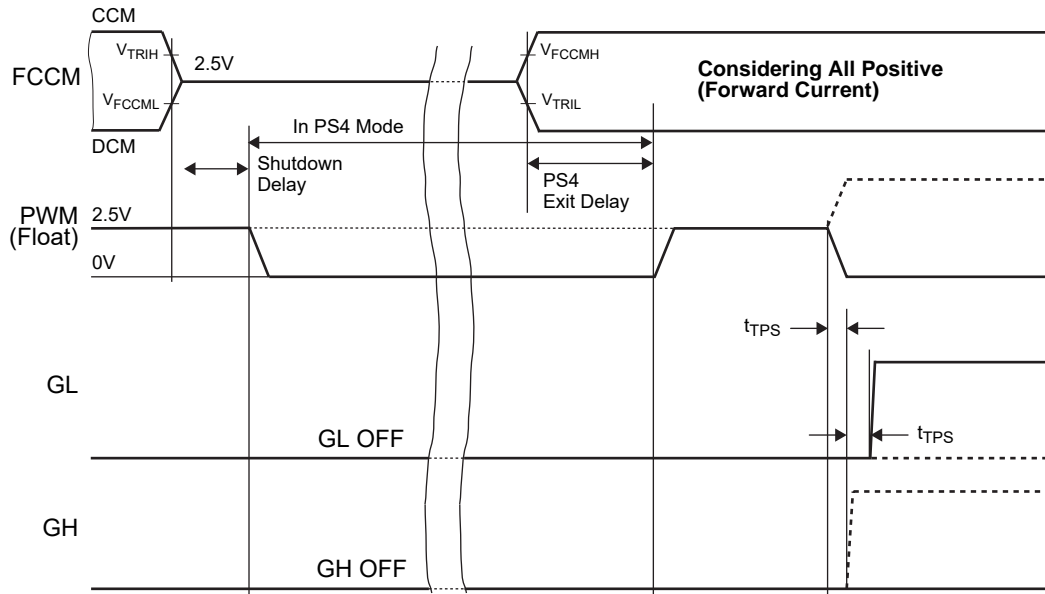 CCM
VTRIH
2.5V
VFCCMH
FCCM
Considering All Positive
(Forward Current)
VFCCML
VTRIL
DCM
In PS4 Mode
Shutdown
Delay
PS4
Exit Delay
PWM
(Float)
2.5V
0V
tTPS
GL
tTPS
GL OFF
GH
GH OFF